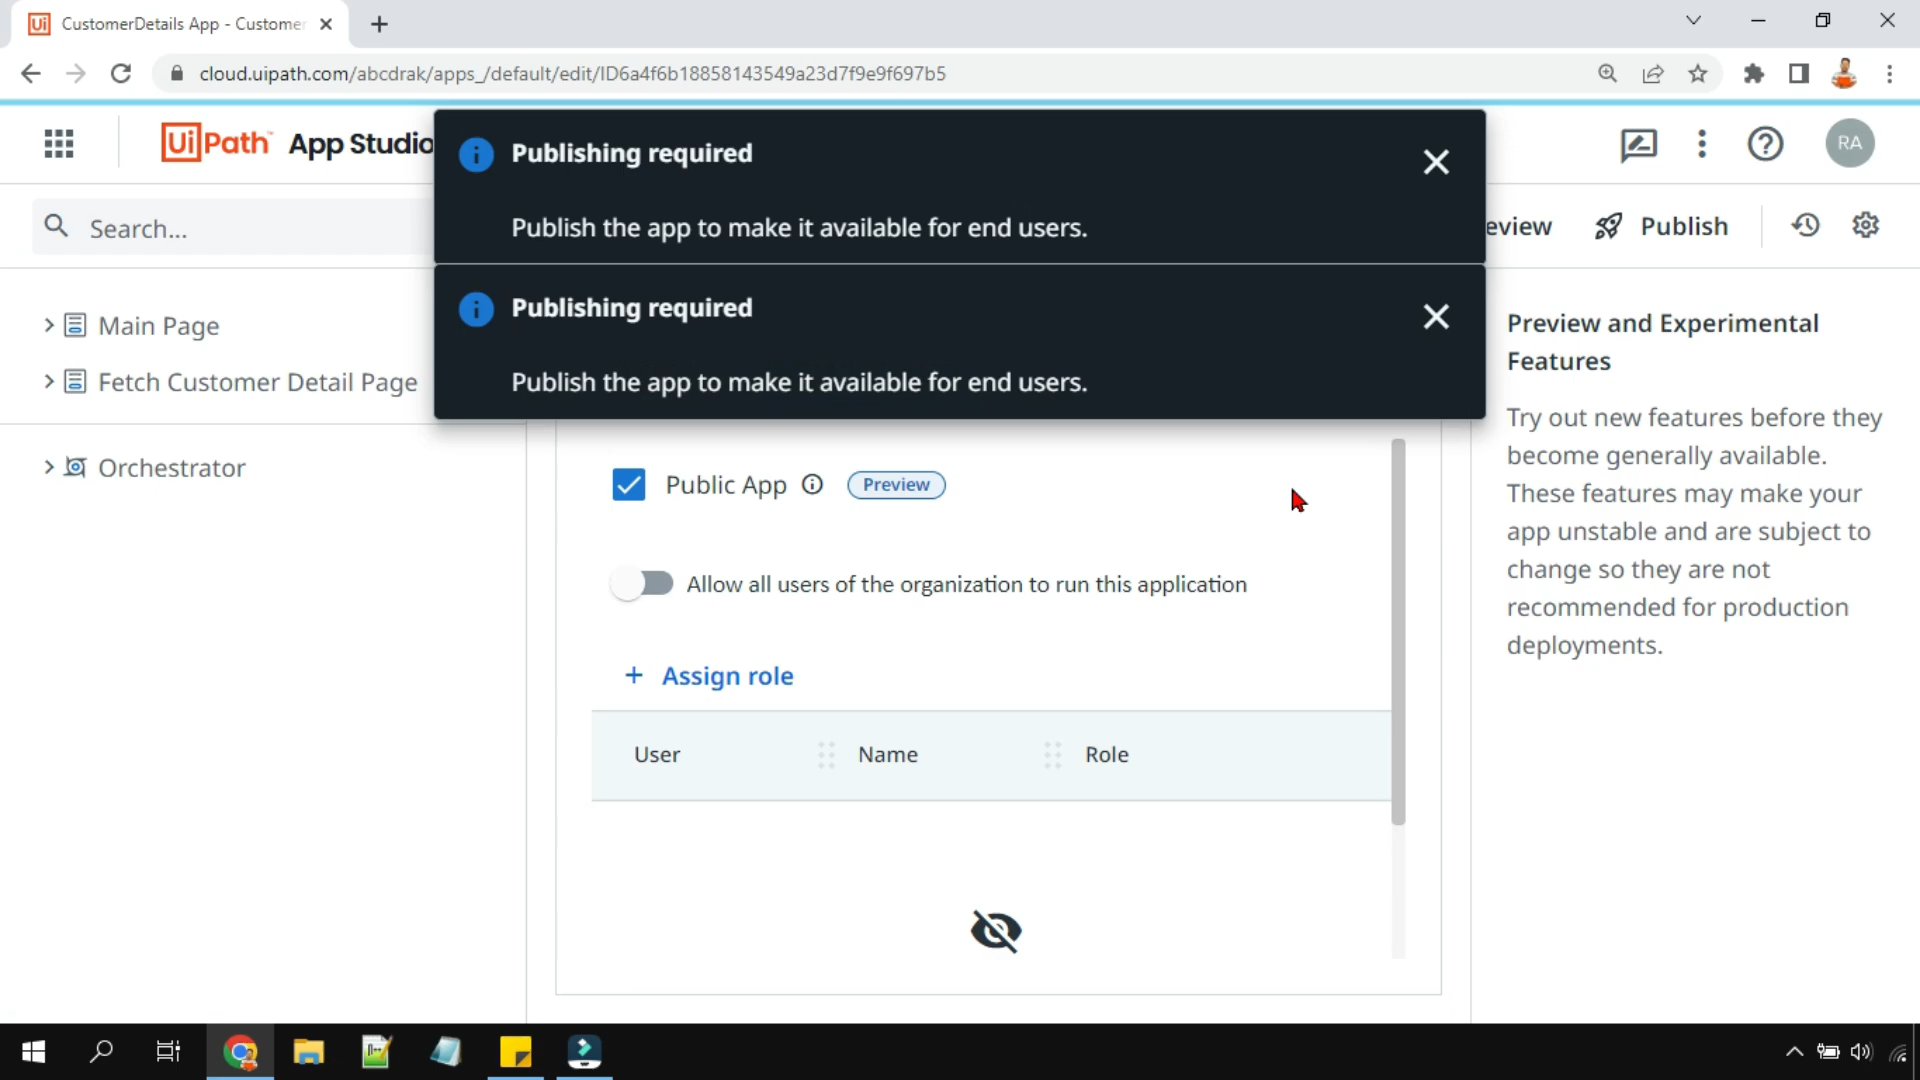 CustomerDetails App - Customer
cloud.uipath.com/abcdrak/apps_/default/edit/ID6a4f6b18858143549a23d7f9e9f697b5
UiPath™ App Studio
RA
Publishing required
Publish the app to make it available for end users.
Publishing required
Publish the app to make it available for end users.
Search...
eview
Publish
Main Page
Fetch Customer Detail Page
Orchestrator
Public App
Preview
Allow all users of the organization to run this application
+ Assign role
User
Name
Role
Preview and Experimental
Features
Try out new features before they
become generally available.
These features may make your
app unstable and are subject to
change so they are not
recommended for production
deployments.